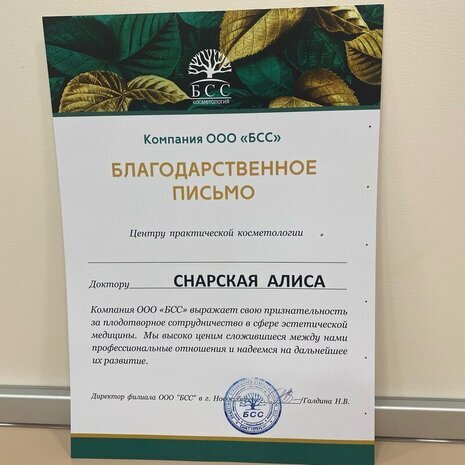 БСС
КОСМЕТОЛОГИЯ
Компания ООО «БСС»
БЛАГОДАРСТВЕННОЕ
ПИСЬМО
Центру практической косметологии
Доктору СНАРСКАЯ АЛИСА
Компания ООО «БСС» выражает свою признательность
за плодотворное сотрудничество в сфере эстетической
медицины. Мы высоко ценим сложившиеся между нами
профессиональные отношения и надеемся на дальнейшее
их развитие.
Директор филиала ООО "БСС" в г. /Галдина Н.В.
БСС